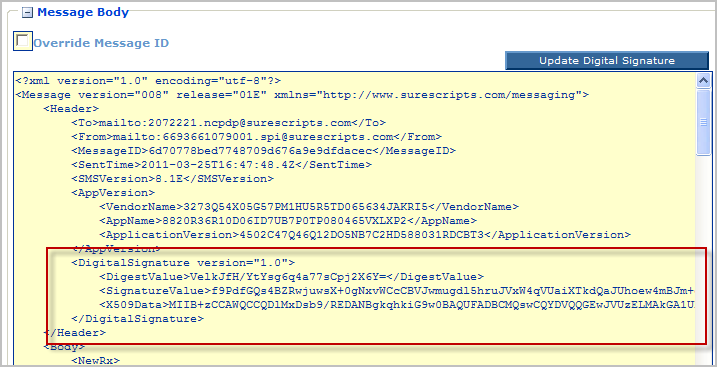 Message Body
Override Message ID
Update Digital Signature
<?xml version="1.0" encoding="utf-8"?>
<Message version="008" release="01E" xmlns="http://www.surescripts.com/messaging">
<Header>
<To>mailto:2072221.ncpdp@surescripts.com</To>
<From>mailto:6693661079001.spi@surescripts.com</From>
<MessageID>6d70778bed7748709d676a9e9dfdacec</MessageID>
<SentTime>2011-03-25T16:47:48.4Z</SentTime>
<SMSVersion>8.1E</SMSVersion>
<AppVersion>
<VendorName>3273Q54X05G57PM1HU5R5TD065634JAKRI5</VendorName>
<AppName>8820R36R10D06ID7UB7P0TP080465VXLXP2</AppName>
<ApplicationVersion>4502C47Q46Q12DO5NB7C2HD588031RDCBT3</ApplicationVersion>
</AppVersion>
<DigitalSignature version="1.0">
<DigestValue>VelkJfH/YtYsg6q4a77sCpj2X6Y=</DigestValue>
<SignatureValue>f9PdfGQs4BZRwjuwsX+0gNxvWCcCBVJwmugdl5hruJVxW4qVUaiXTkdQaJUhoew4mBJm+
<X509Data>MIIB+zCCAWQCCQDlMxDsb9/REDANBgkqhkiG9w0BAQUFADBCMQswCQYDVQQGEwJVUzELMAkGA1U
</DigitalSignature>
</Header>
<Body>
<NewRx>